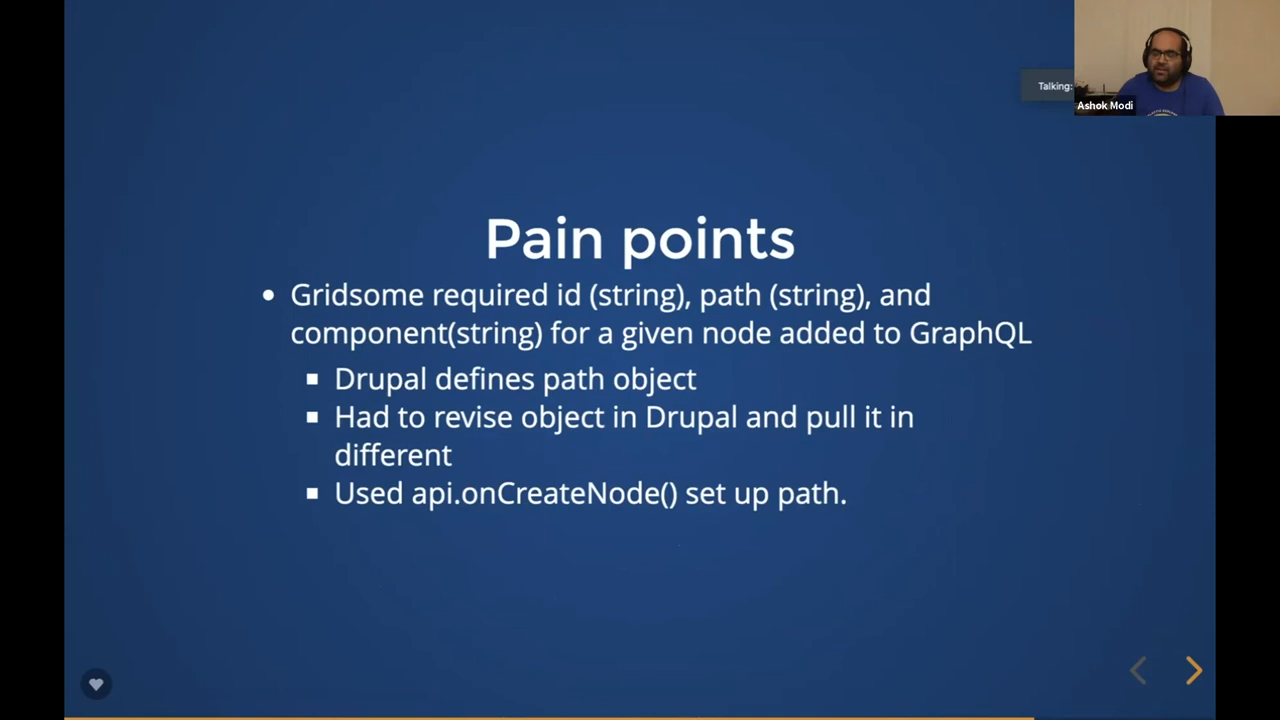 Talking:
Ashok Modi
Pain points
Gridsome required id (string), path (string), and
component(string) for a given node added to GraphQL
Drupal defines path object
Had to revise object in Drupal and pull it in
different
Used api.onCreateNode() set up path.